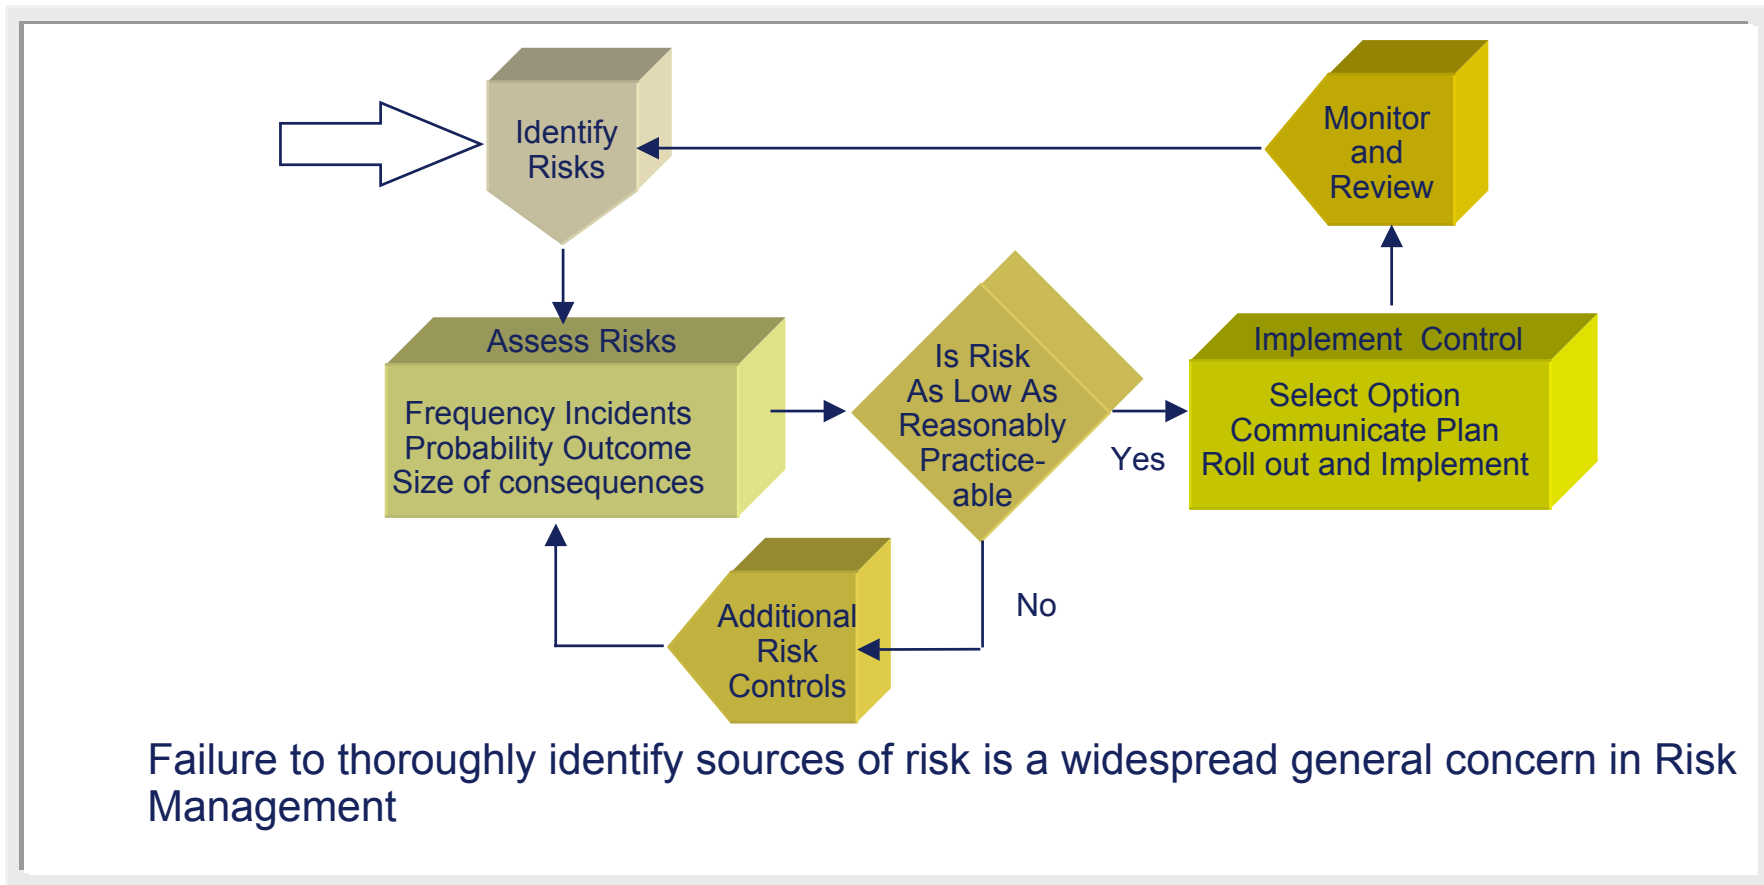 Identify
Risks
Monitor
and
Review
Assess Risks
Frequency Incidents
Probability Outcome
Size of consequences
Is Risk
As Low As
Reasonably
Practice-
able
Yes
Implement Control
Select Option
Communicate Plan
Roll out and Implement
No
Additional
Risk
Controls
Failure to thoroughly identify sources of risk is a widespread general concern in Risk
Management